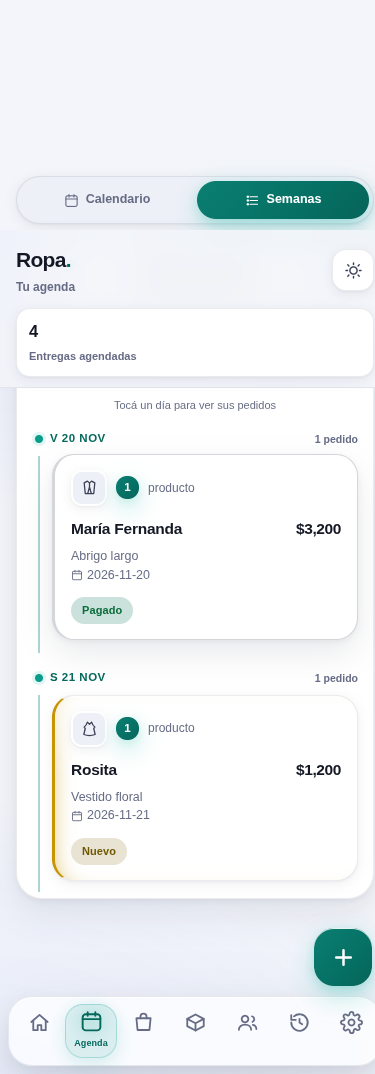 Calendario
Semanas
Ropa.
Tu agenda
4
Entregas agendadas
Tocá un día para ver sus pedidos
V 20 NOV
1 pedido
1 producto
María Fernanda
$3,200
Abrigo largo
2026-11-20
Pagado
S 21 NOV
1 pedido
1 producto
Rosita
$1,200
Vestido floral
2026-11-21
Nuevo
Agenda